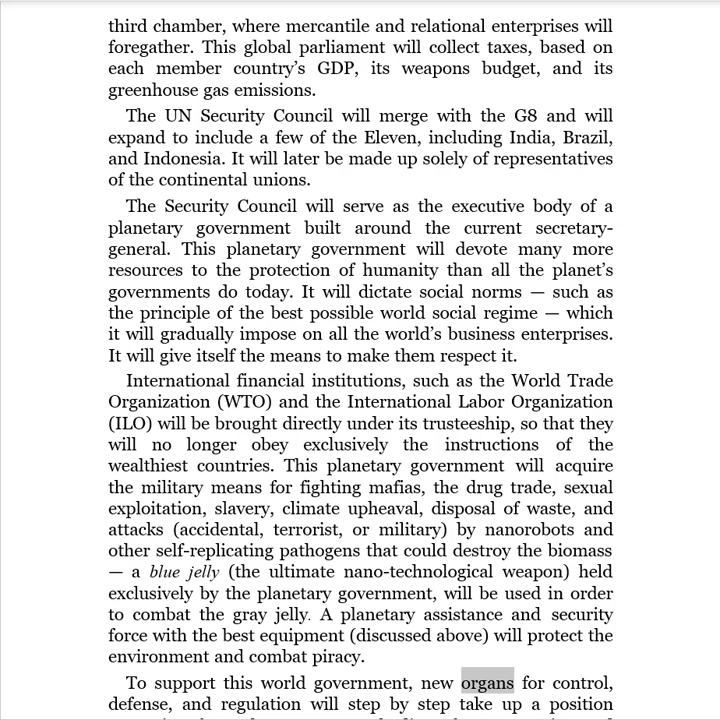 third chamber, where mercantile and relational enterprises will
foregather. This global parliament will collect taxes, based on
each member country’s GDP, its weapons budget, and its
greenhouse gas emissions.
The UN Security Council will merge with the G8 and will
expand to include a few of the Eleven, including India, Brazil,
and Indonesia. It will later be made up solely of representatives
of the continental unions.
The Security Council will serve as the executive body of a
planetary government built around the current secretary-
general. This planetary government will devote many more
resources to the protection of humanity than all the planet’s
governments do today. It will dictate social norms — such as
the principle of the best possible world social regime — which
it will gradually impose on all the world’s business enterprises.
It will give itself the means to make them respect it.
International financial institutions, such as the World Trade
Organization (WTO) and the International Labor Organization
(ILO) will be brought directly under its trusteeship, so that they
will no longer obey exclusively the instructions of the
wealthiest countries. This planetary government will acquire
the military means for fighting mafias, the drug trade, sexual
exploitation, slavery, climate upheaval, disposal of waste, and
attacks (accidental, terrorist, or military) by nanorobots and
other self-replicating pathogens that could destroy the biomass
— a blue jelly (the ultimate nano-technological weapon) held
exclusively by the planetary government, will be used in order
to combat the gray jelly. A planetary assistance and security
force with the best equipment (discussed above) will protect the
environment and combat piracy.
To support this world government, new organs for control,
defense, and regulation will step by step take up a position